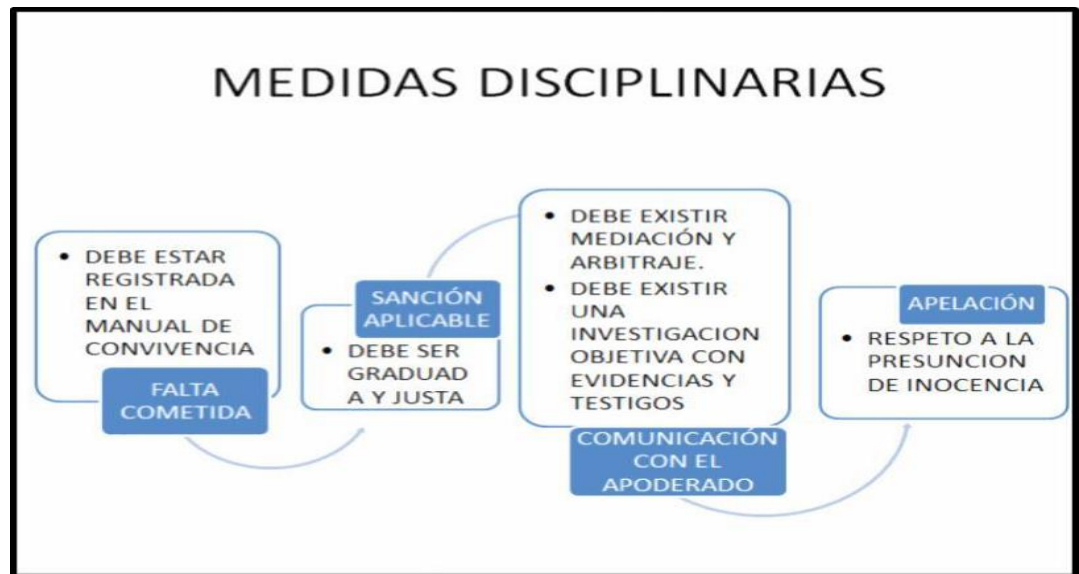 MEDIDAS DISCIPLINARIAS
• DEBE ESTAR
REGISTRADA
EN EL
MANUAL DE
CONVIVENCIA
FALTA
COMETIDA
SANCIÓN
APLICABLE
• DEBE SER
GRADUAD
A Y JUSTA
• DEBE EXISTIR
MEDIACIÓN Y
ARBITRAJE.
• DEBE EXISTIR
UNA
INVESTIGACION
OBJETIVA CON
EVIDENCIAS Y
TESTIGOS
COMUNICACIÓN
CON EL
APODERADO
APELACIÓN
• RESPETO A LA
PRESUNCION
DE INOCENCIA